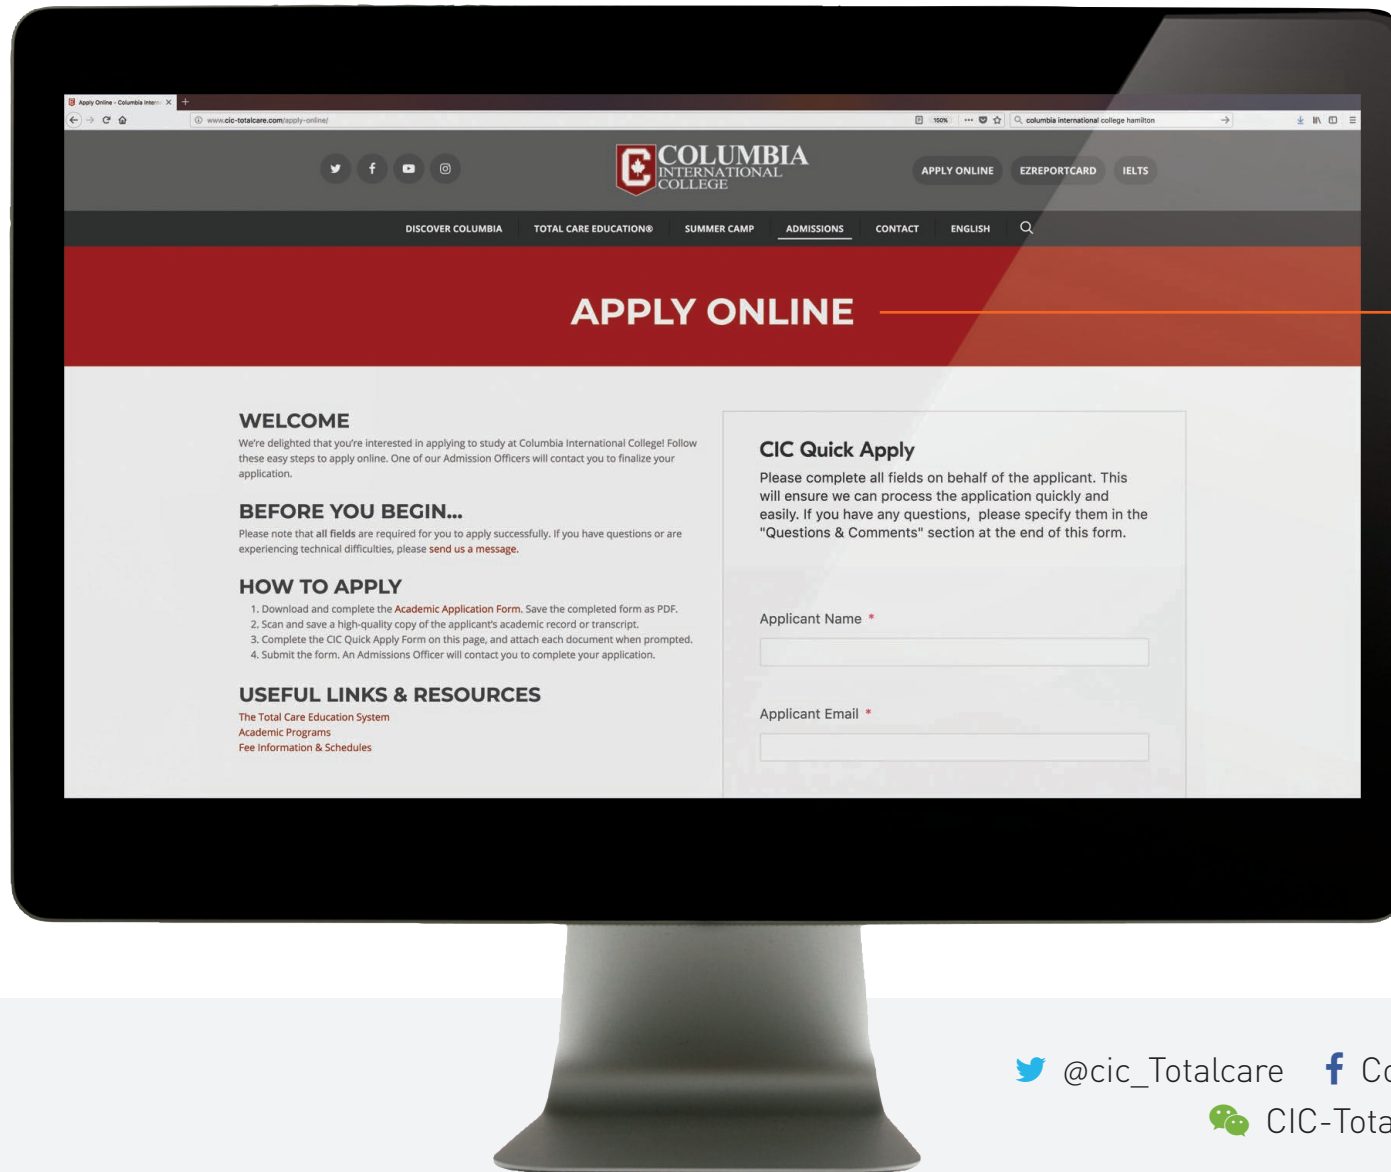 Apply Online - Columbia Intern
www.cic-totalcare.com/apply-online/
150%
columbia international college hamilton
COLUMBIA
INTERNATIONAL
COLLEGE
APPLY ONLINE
EZREPORTCARD
IELTS
DISCOVER COLUMBIA
TOTAL CARE EDUCATION®
SUMMER CAMP
ADMISSIONS
CONTACT
ENGLISH
APPLY ONLINE
WELCOME
We're delighted that you're interested in applying to study at Columbia International College! Follow
these easy steps to apply online. One of our Admission Officers will contact you to finalize your
application.
BEFORE YOU BEGIN...
Please note that all fields are required for you to apply successfully. If you have questions or are
experiencing technical difficulties, please send us a message.
HOW TO APPLY
1. Download and complete the Academic Application Form. Save the completed form as PDF.
2. Scan and save a high-quality copy of the applicant's academic record or transcript.
3. Complete the CIC Quick Apply Form on this page, and attach each document when prompted.
4. Submit the form. An Admissions Officer will contact you to complete your application.
USEFUL LINKS & RESOURCES
The Total Care Education System
Academic Programs
Fee Information & Schedules
CIC Quick Apply
Please complete all fields on behalf of the applicant. This
will ensure we can process the application quickly and
easily. If you have any questions, please specify them in the
"Questions & Comments" section at the end of this form.
Applicant Name *
Applicant Email *
@cic_Totalcare
Co
CIC-Tota